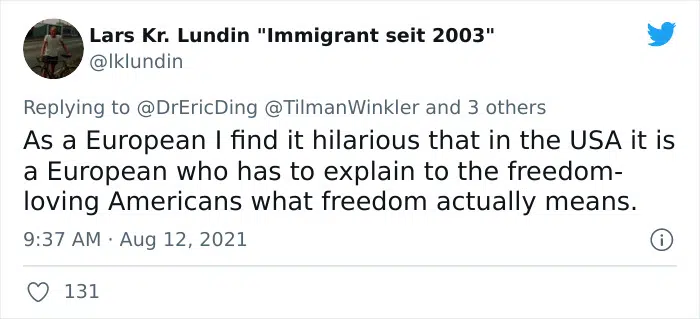 Lars Kr. Lundin "Immigrant seit 2003"
@lklundin
Replying to @DrEricDing @TilmanWinkler and 3 others
As a European I find it hilarious that in the USA it is
a European who has to explain to the freedom-
loving Americans what freedom actually means.
9:37 AM · Aug 12, 2021
131